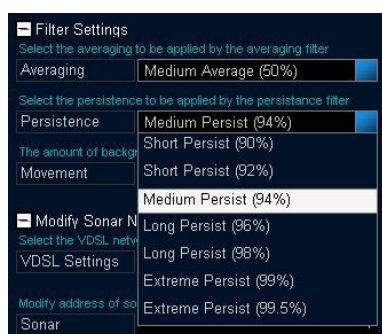 Filter Settings
Select the averaging to be applied by the averaging filter
Averaging Medium Average (50%)
Select the persistence to be applied by the persistance filter
Persistence Medium Persist (94%)
Short Persist (90%)
The amount of backgr
Movement Short Persist (92%)
Medium Persist (94%)
Modify Sonar N
Long Persist (96%)
Select the VDSL netw
VDSL Settings Long Persist (98%)
Extreme Persist (99%)
Modify address of so
Extreme Persist (99.5%)
Sonar